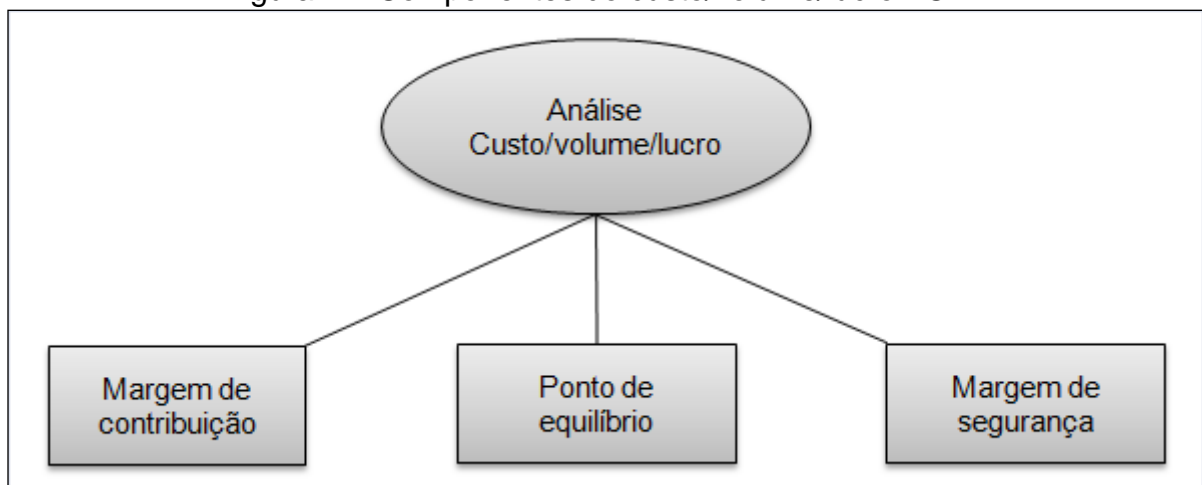 Análise
Custo/volume/lucro
Margem de
contribuição
Ponto de
equilíbrio
Margem de
segurança